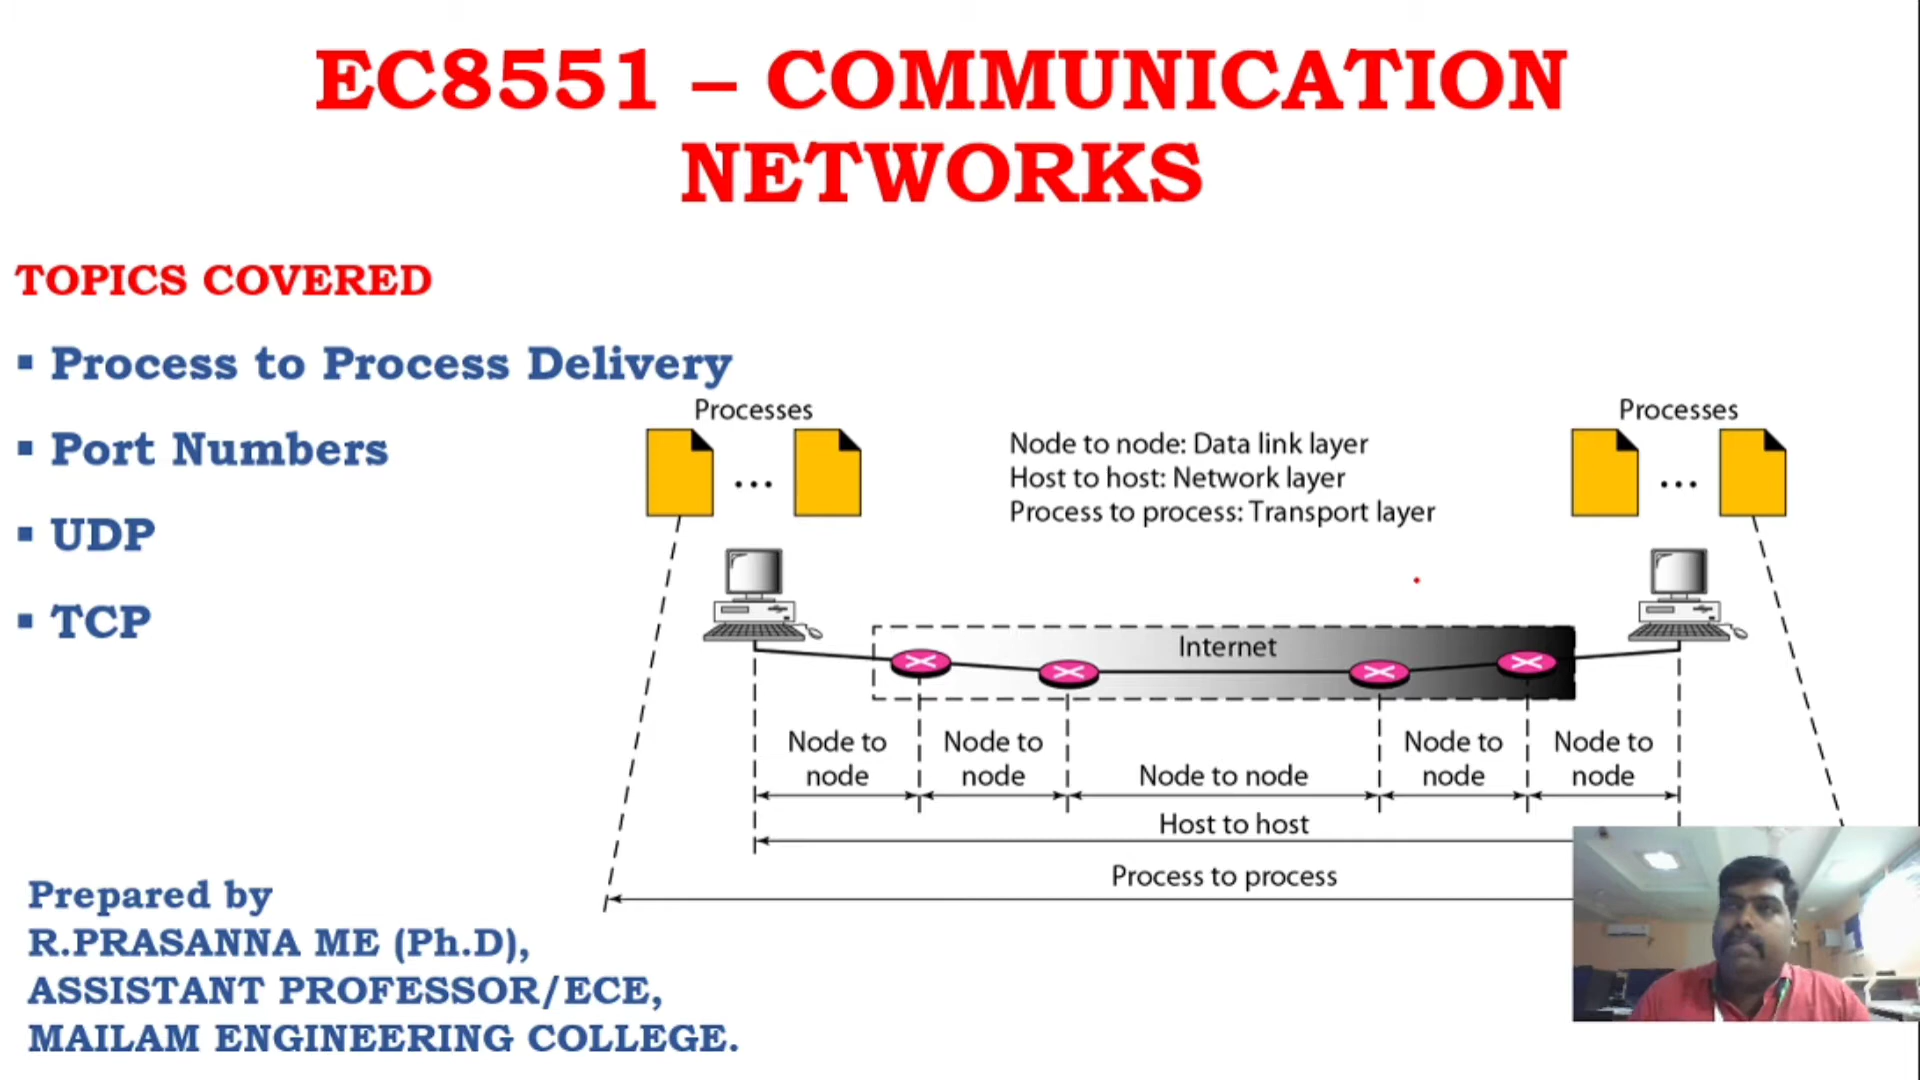 EC8551 – COMMUNICATION
NETWORKS
TOPICS COVERED
▪ Process to Process Delivery
▪ Port Numbers
▪ UDP
▪ TCP
Processes
...
Node to node: Data link layer
Host to host: Network layer
Process to process: Transport layer
Processes
...
Internet
Node to
node
Node to
node
Node to node
Node to
node
Node to
node
Host to host
Process to process
Prepared by
R.PRASANNA ME (Ph.D),
ASSISTANT PROFESSOR/ECE,
MAILAM ENGINEERING COLLEGE.